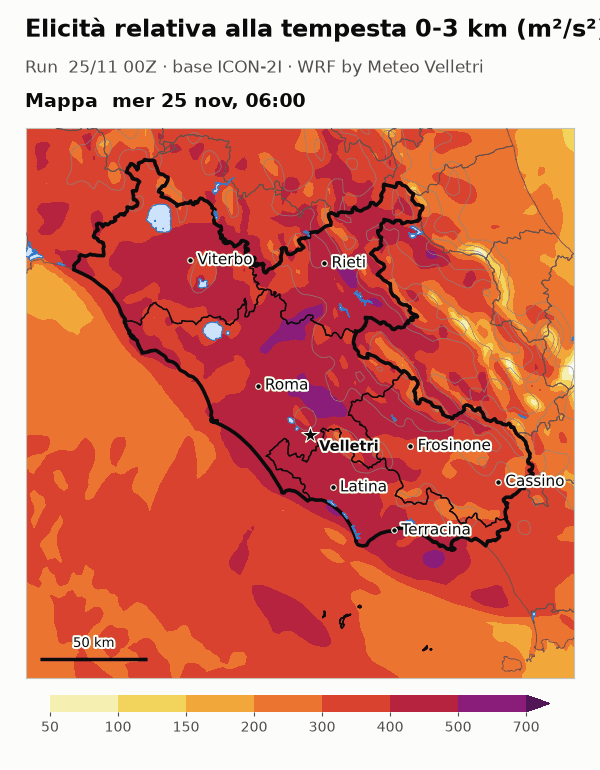 Elicità relativa alla tempesta 0-3 km (m²/s²)
Run 25/11 00Z · base ICON-2I · WRF by Meteo Velletri
Mappa mer 25 nov, 06:00
Viterbo
Rieti
Roma
Velletri
Frosinone
Cassino
Latina
Terracina
50 km
50 100 150 200 300 400 500 700